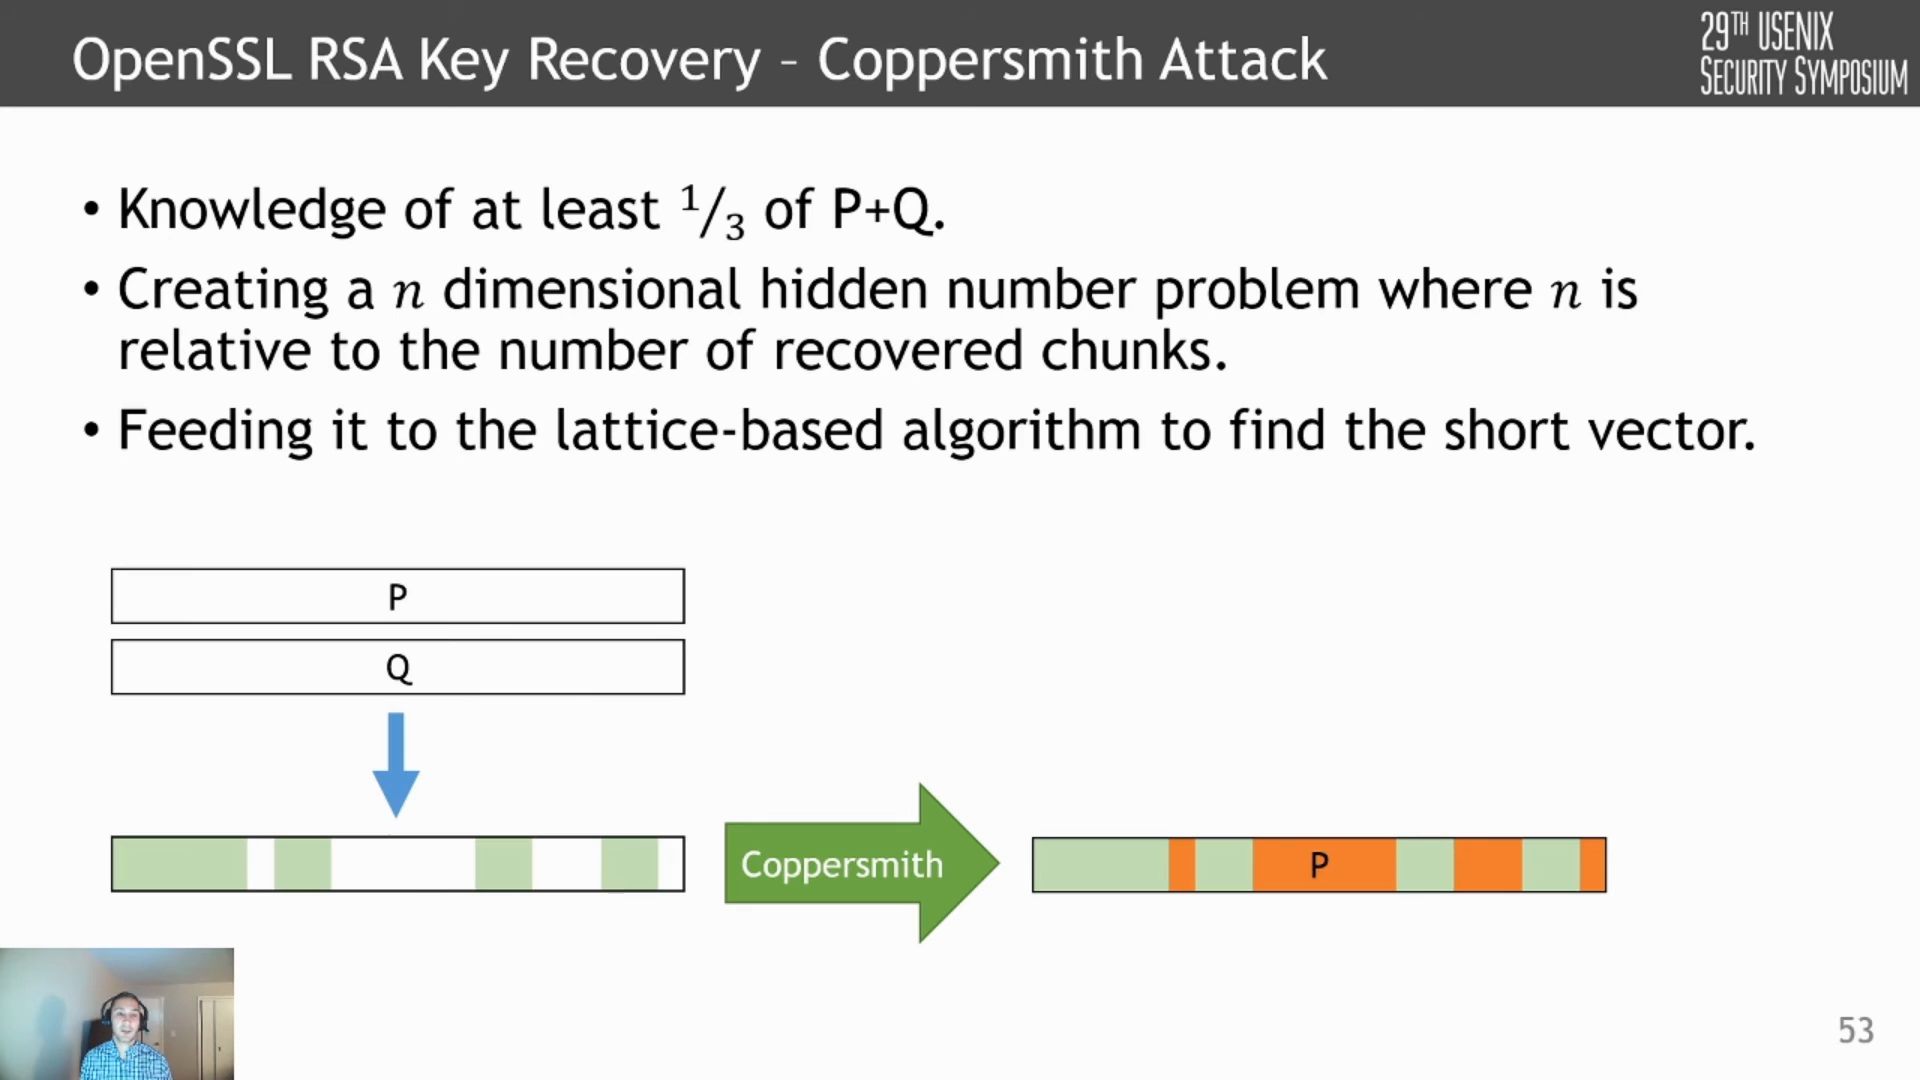 OpenSSL RSA Key Recovery – Coppersmith Attack
29TH USENIX
SECURITY SYMPOSIUM
• Knowledge of at least 1/3 of P+Q.
• Creating a n dimensional hidden number problem where n is
relative to the number of recovered chunks.
• Feeding it to the lattice-based algorithm to find the short vector.
P
Q
Coppersmith
P
53